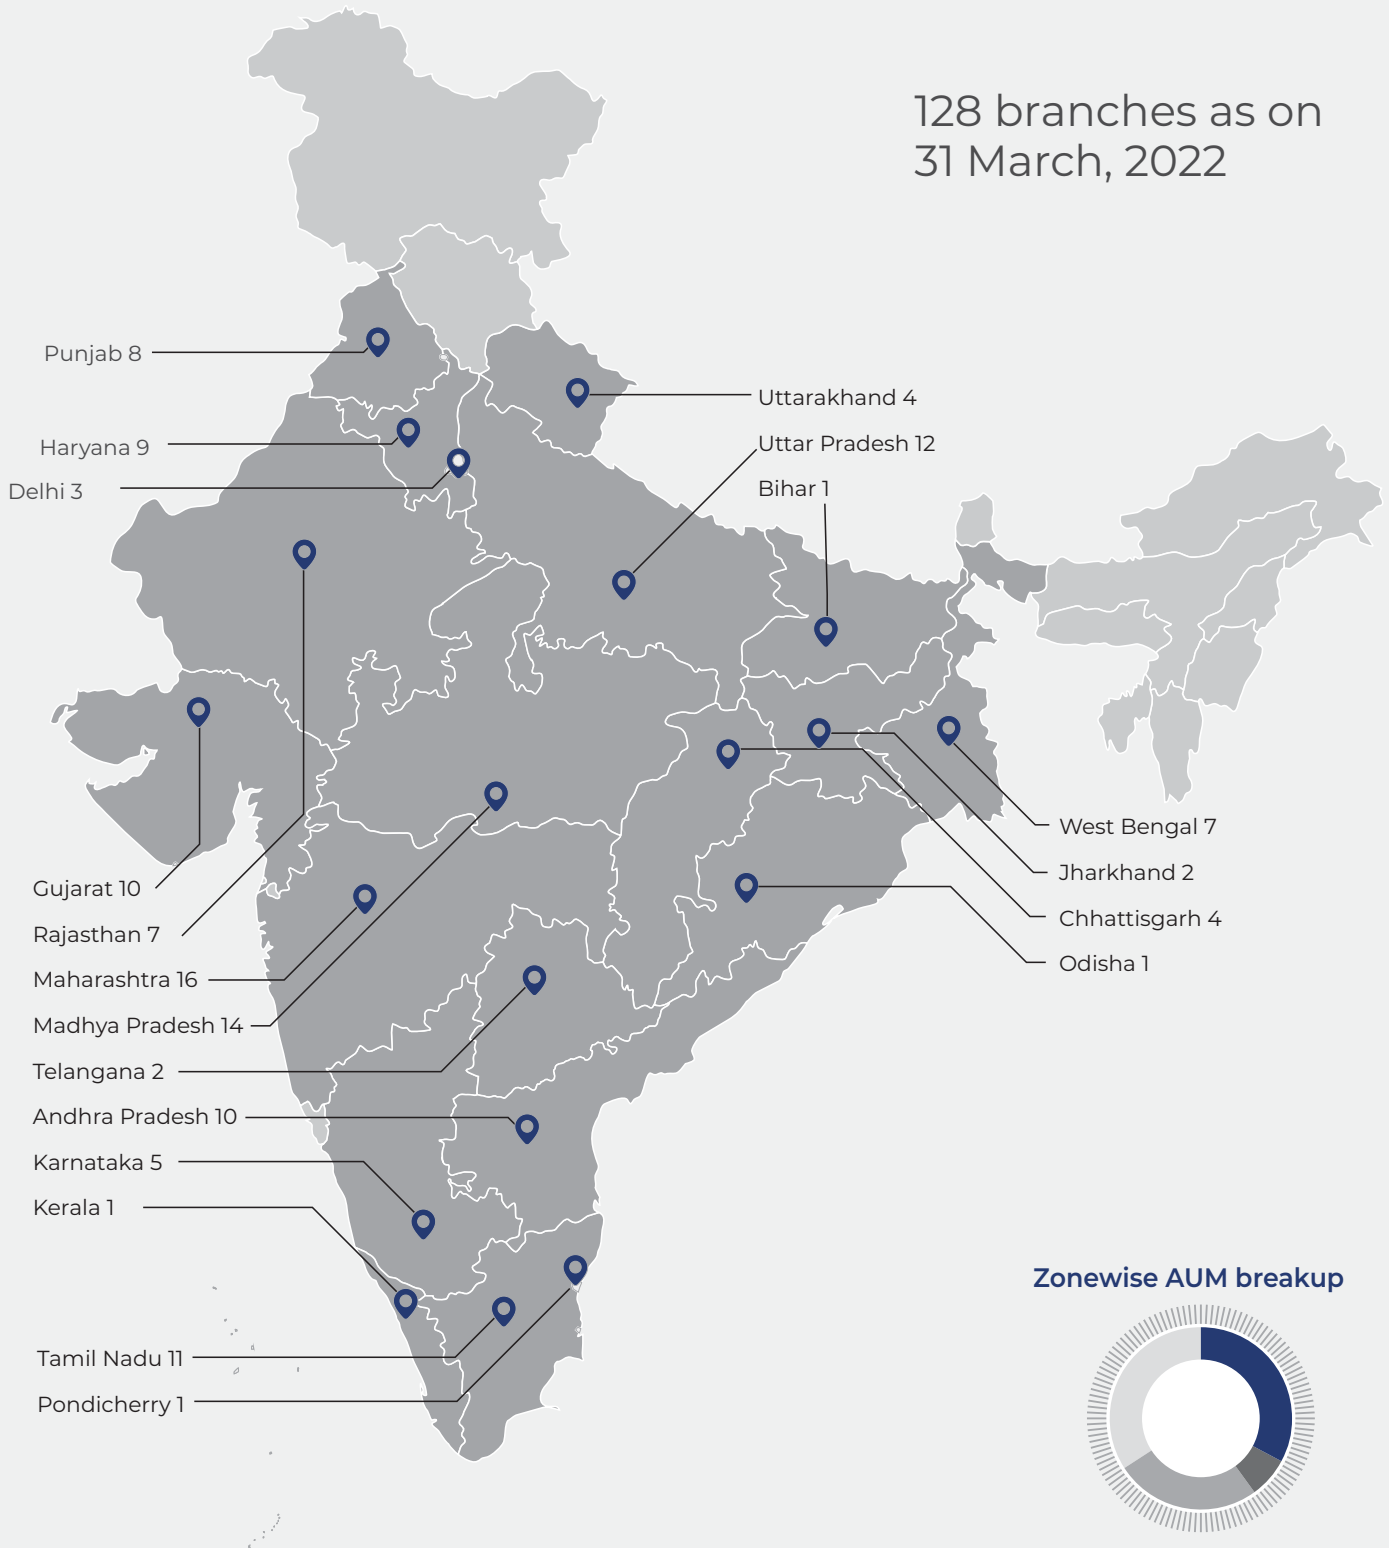 128 branches as on
31 March, 2022
Punjab 8
Haryana 9
Delhi 3
Uttarakhand 4
Uttar Pradesh 12
Bihar 1
Gujarat 10
Rajasthan 7
Maharashtra 16
Madhya Pradesh 14
Telangana 2
Andhra Pradesh 10
Karnataka 5
Kerala 1
Tamil Nadu 11
Pondicherry 1
West Bengal 7
Jharkhand 2
Chhattisgarh 4
Odisha 1
Zonewise AUM breakup